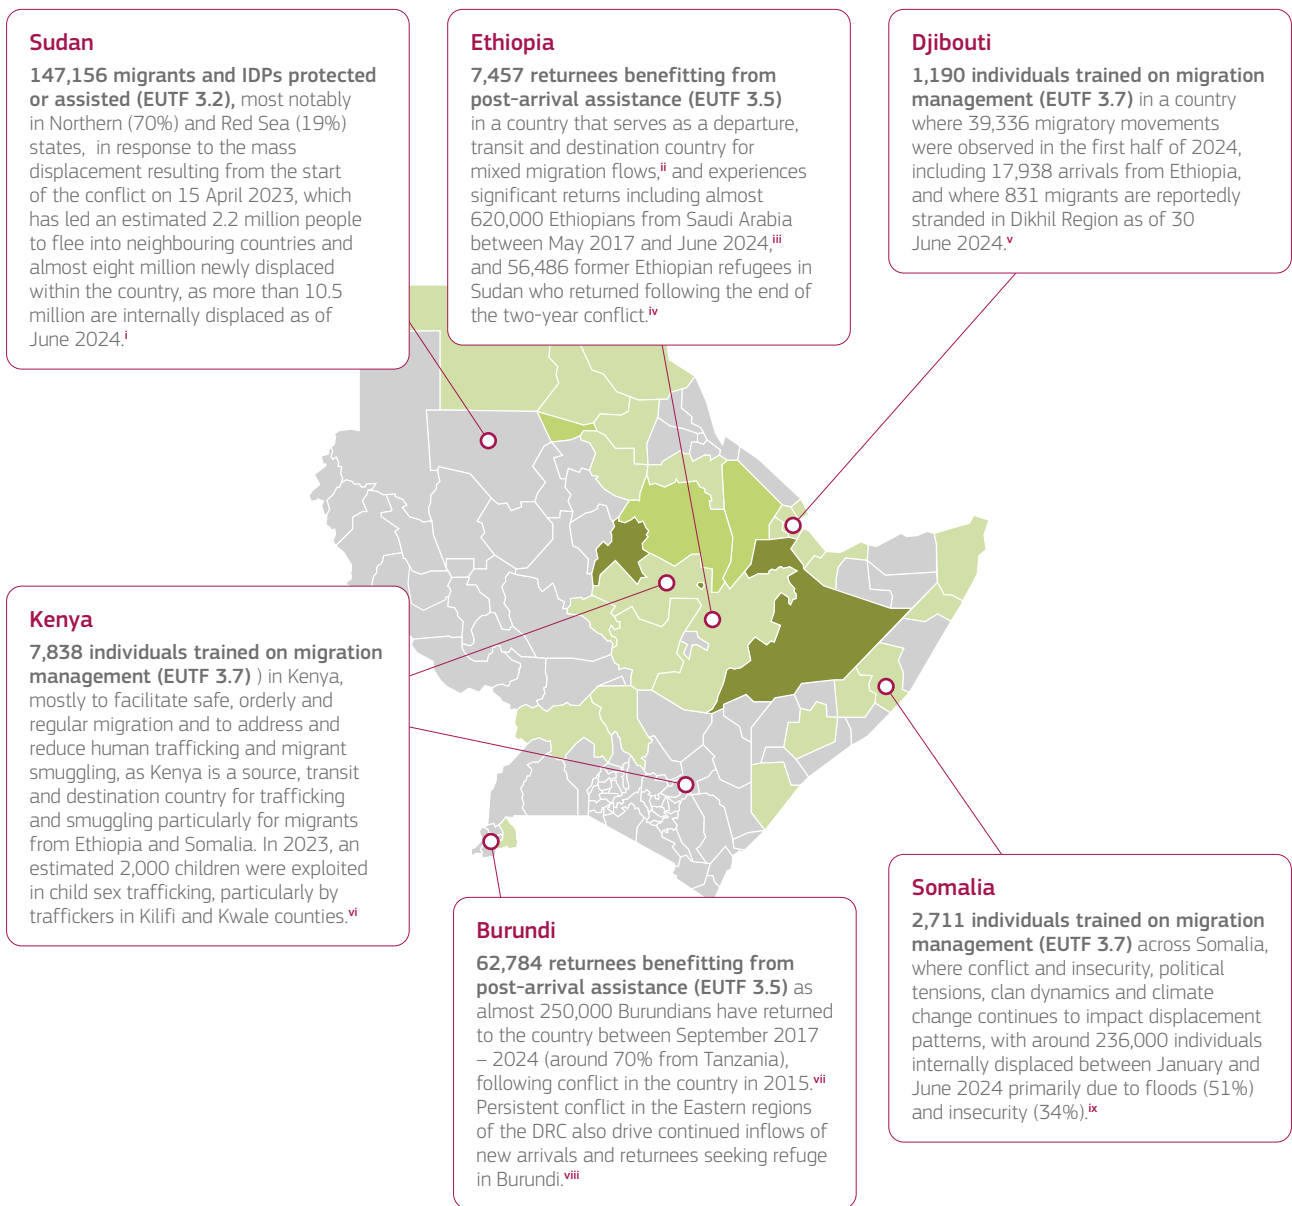 Sudan
147,156 migrants and IDPs protected
or assisted (EUTF 3.2), most notably
in Northern (70%) and Red Sea (19%)
states, in response to the mass
displacement resulting from the start
of the conflict on 15 April 2023, which
has led an estimated 2.2 million people
to flee into neighbouring countries and
almost eight million newly displaced
within the country, as more than 10.5
million are internally displaced as of
June 2024.i
Ethiopia
7,457 returnees benefitting from
post-arrival assistance (EUTF 3.5)
in a country that serves as a departure,
transit and destination country for
mixed migration flows,ii and experiences
significant returns including almost
620,000 Ethiopians from Saudi Arabia
between May 2017 and June 2024,iii
and 56,486 former Ethiopian refugees in
Sudan who returned following the end of
the two-year conflict.iv
Djibouti
1,190 individuals trained on migration
management (EUTF 3.7) in a country
where 39,336 migratory movements
were observed in the first half of 2024,
including 17,938 arrivals from Ethiopia,
and where 831 migrants are reportedly
stranded in Dikhil Region as of 30
June 2024.v
Kenya
7,838 individuals trained on migration
management (EUTF 3.7) ) in Kenya,
mostly to facilitate safe, orderly and
regular migration and to address and
reduce human trafficking and migrant
smuggling, as Kenya is a source, transit
and destination country for trafficking
and smuggling particularly for migrants
from Ethiopia and Somalia. In 2023, an
estimated 2,000 children were exploited
in child sex trafficking, particularly by
traffickers in Kilifi and Kwale counties.vi
Burundi
62,784 returnees benefitting from
post-arrival assistance (EUTF 3.5) as
almost 250,000 Burundians have returned
to the country between September 2017
– 2024 (around 70% from Tanzania),
following conflict in the country in 2015.vii
Persistent conflict in the Eastern regions
of the DRC also drive continued inflows of
new arrivals and returnees seeking refuge
in Burundi.viii
Somalia
2,711 individuals trained on migration
management (EUTF 3.7) across Somalia,
where conflict and insecurity, political
tensions, clan dynamics and climate
change continues to impact displacement
patterns, with around 236,000 individuals
internally displaced between January and
June 2024 primarily due to floods (51%)
and insecurity (34%).ix